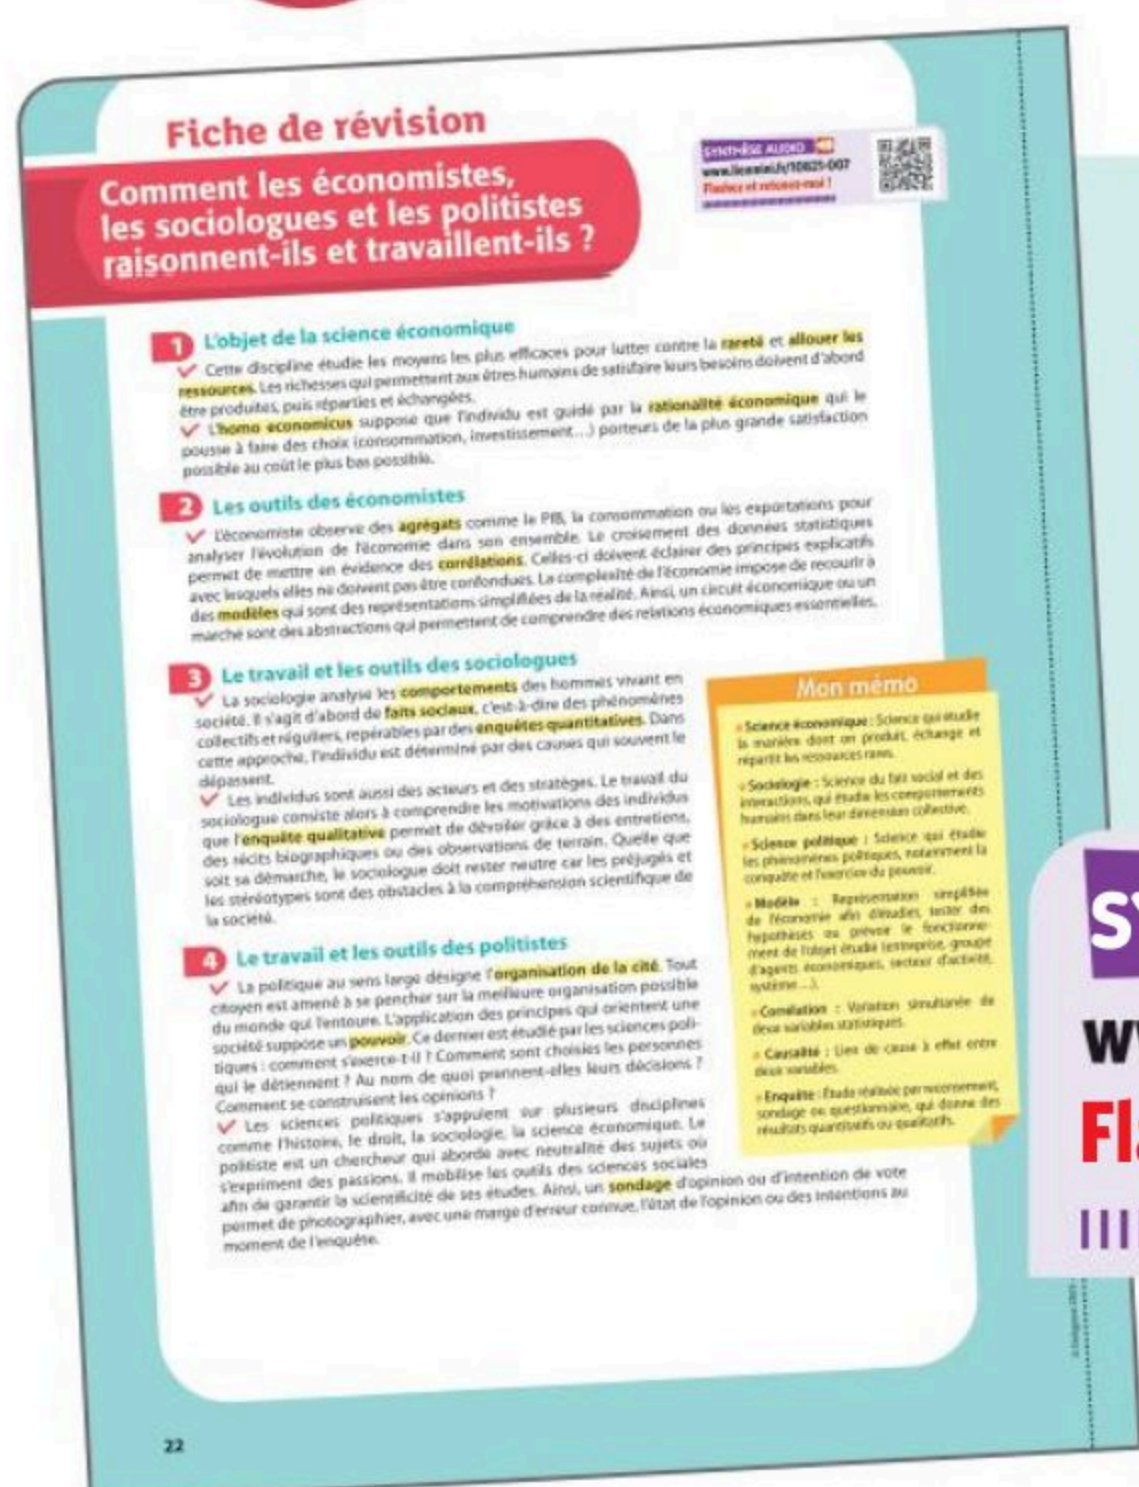 Fiche de révision
Comment les économistes,
les sociologues et les politistes
raisonnent-ils et travaillent-ils ?
SYNTHÈSE AUDIO
www.lienmini.fr/10821-007
Flashez et retenez-moi !
1 L'objet de la science économique
Cette discipline étudie les moyens les plus efficaces pour lutter contre la rareté et allouer les
ressources. Les richesses qui permettent aux êtres humains de satisfaire leurs besoins doivent d'abord
être produites, puis réparties et échangées.
L'homo economicus suppose que l'individu est guidé par la rationalité économique qui le
pousse à faire des choix (consommation, investissement...) porteurs de la plus grande satisfaction
possible au coût le plus bas possible.
2 Les outils des économistes
L'économiste observe des agrégats comme le PIB, la consommation ou les exportations pour
analyser l'évolution de l'économie dans son ensemble. Le croisement des données statistiques
permet de mettre en évidence des corrélations. Celles-ci doivent éclairer des principes explicatifs
avec lesquels elles ne doivent pas être confondues. La complexité de l'économie impose de recourir à
des modèles qui sont des représentations simplifiées de la réalité. Ainsi, un circuit économique ou un
marché sont des abstractions qui permettent de comprendre des relations économiques essentielles.
3 Le travail et les outils des sociologues
La sociologie analyse les comportements des hommes vivant en
société. Il s'agit d'abord de faits sociaux, c'est-à-dire des phénomènes
collectifs et réguliers, repérables par des enquêtes quantitatives. Dans
cette approche, l'individu est déterminé par des causes qui souvent le
dépassent.
Les individus sont aussi des acteurs et des stratèges. Le travail du
sociologue consiste alors à comprendre les motivations des individus
que l'enquête qualitative permet de dévoiler grâce à des entretiens,
des récits biographiques ou des observations de terrain. Quelle que
soit sa démarche, le sociologue doit rester neutre car les préjugés et
les stéréotypes sont des obstacles à la compréhension scientifique de
la société.
4 Le travail et les outils des politistes
La politique au sens large désigne l'organisation de la cité. Tout
citoyen est amené à se pencher sur la meilleure organisation possible
du monde qui l'entoure. L'application des principes qui orientent une
société suppose un pouvoir. Ce dernier est étudié par les sciences poli-
tiques : comment s'exerce-t-il ? Comment sont choisies les personnes
qui le détiennent ? Au nom de quoi prennent-elles leurs décisions ?
Comment se construisent les opinions ?
Les sciences politiques s'appuient sur plusieurs disciplines
comme l'histoire, le droit, la sociologie, la science économique. Le
politiste est un chercheur qui aborde avec neutralité des sujets où
s'expriment des passions. Il mobilise les outils des sciences sociales
afin de garantir la scientificité de ses études. Ainsi, un sondage d'opinion ou d'intention de vote
permet de photographier, avec une marge d'erreur connue, l'état de l'opinion ou des intentions au
moment de l'enquête.
Mon mémo
Science économique : Science qui étudie
la manière dont on produit, échange et
répartit les ressources rares.
Sociologie : Science du fait social et des
interactions, qui étudie les comportements
humains dans leur dimension collective.
Science politique : Science qui étudie
les phénomènes politiques, notamment la
conquête et l'exercice du pouvoir.
Modèle : Représentation simplifiée
de l'économie afin d'étudier, tester des
hypothèses ou prévoir le fonctionne-
ment de l'objet étudié (entreprise, groupe
d'agents économiques, secteur d'activité,
système...).
Corrélation : Variation simultanée de
deux variables statistiques.
Causalité : Lien de cause à effet entre
deux variables.
Enquête : Étude réalisée par recensement,
sondage ou questionnaire, qui donne des
résultats quantitatifs ou qualitatifs.
22